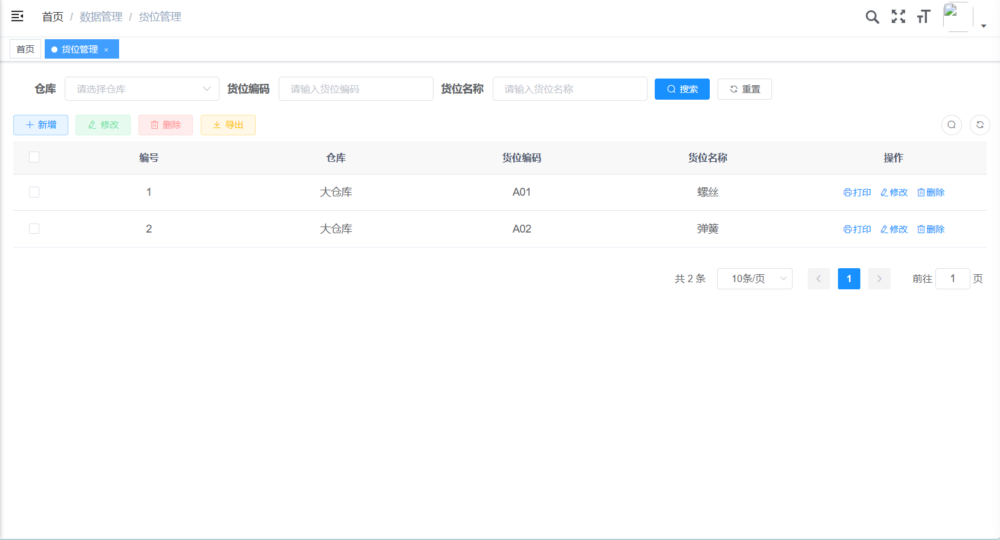 首页 / 数据管理 / 货位管理
首页 货位管理 ×
仓库 请选择仓库 货位编码 请输入货位编码 货位名称 请输入货位名称 搜索 重置
新增 修改 删除 导出
编号 仓库 货位编码 货位名称 操作
1 大仓库 A01 螺丝 打印 修改 删除
2 大仓库 A02 弹簧 打印 修改 删除
共 2 条 10条/页 1 前往 1 页